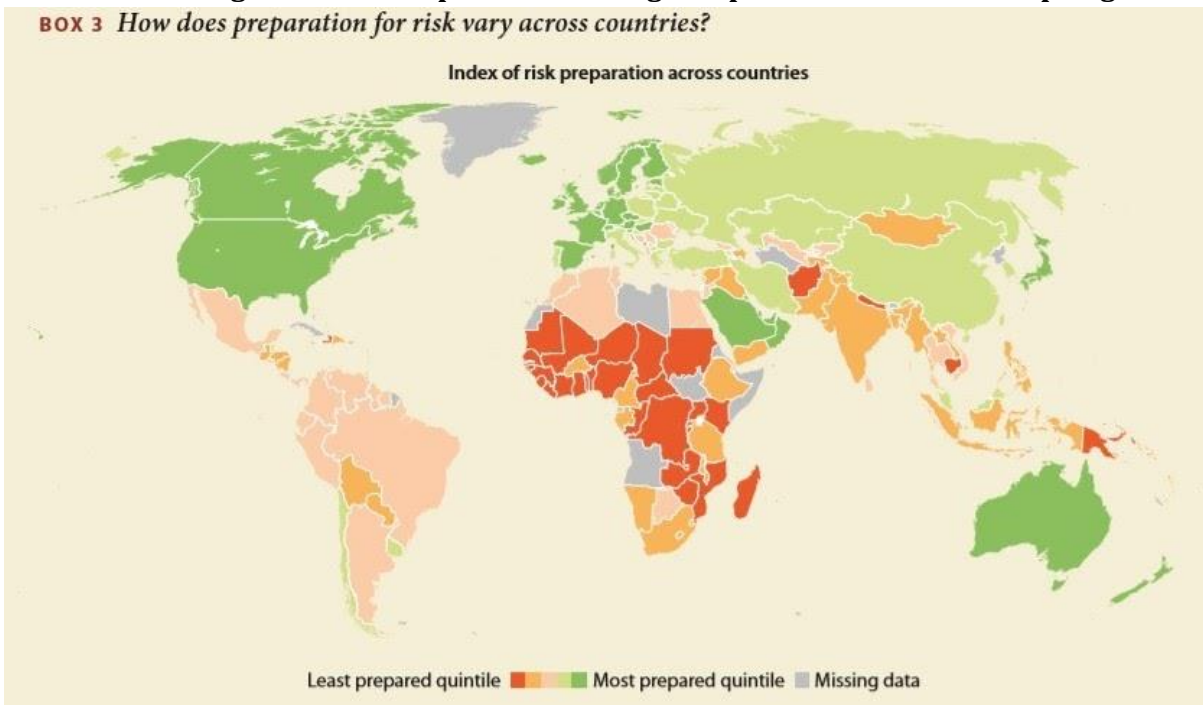 BOX 3 How does preparation for risk vary across countries?
Index of risk preparation across countries
Least prepared quintile Most prepared quintile Missing data